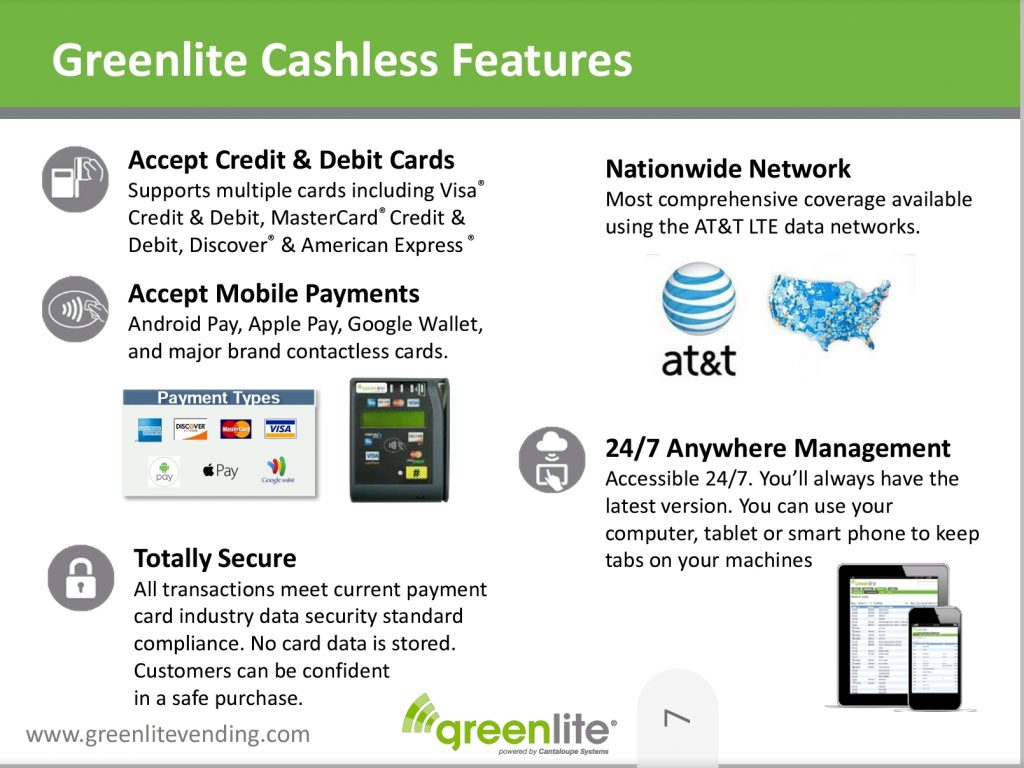 Greenlite Cashless Features
Accept Credit & Debit Cards
Supports multiple cards including Visa®
Credit & Debit, MasterCard® Credit &
Debit, Discover® & American Express®
Accept Mobile Payments
Android Pay, Apple Pay, Google Wallet,
and major brand contactless cards.
Payment Types
AMERICAN EXPRESS
DISCOVER
MasterCard
VISA
pay
Pay
Google wallet
VISA
#
Totally Secure
All transactions meet current payment
card industry data security standard
compliance. No card data is stored.
Customers can be confident
in a safe purchase.
Nationwide Network
Most comprehensive coverage available
using the AT&T LTE data networks.
at&t
24/7 Anywhere Management
Accessible 24/7. You’ll always have the
latest version. You can use your
computer, tablet or smart phone to keep
tabs on your machines
greenlite
www.greenlitevending.com
greenlite®
powered by Cantaloupe Systems
7